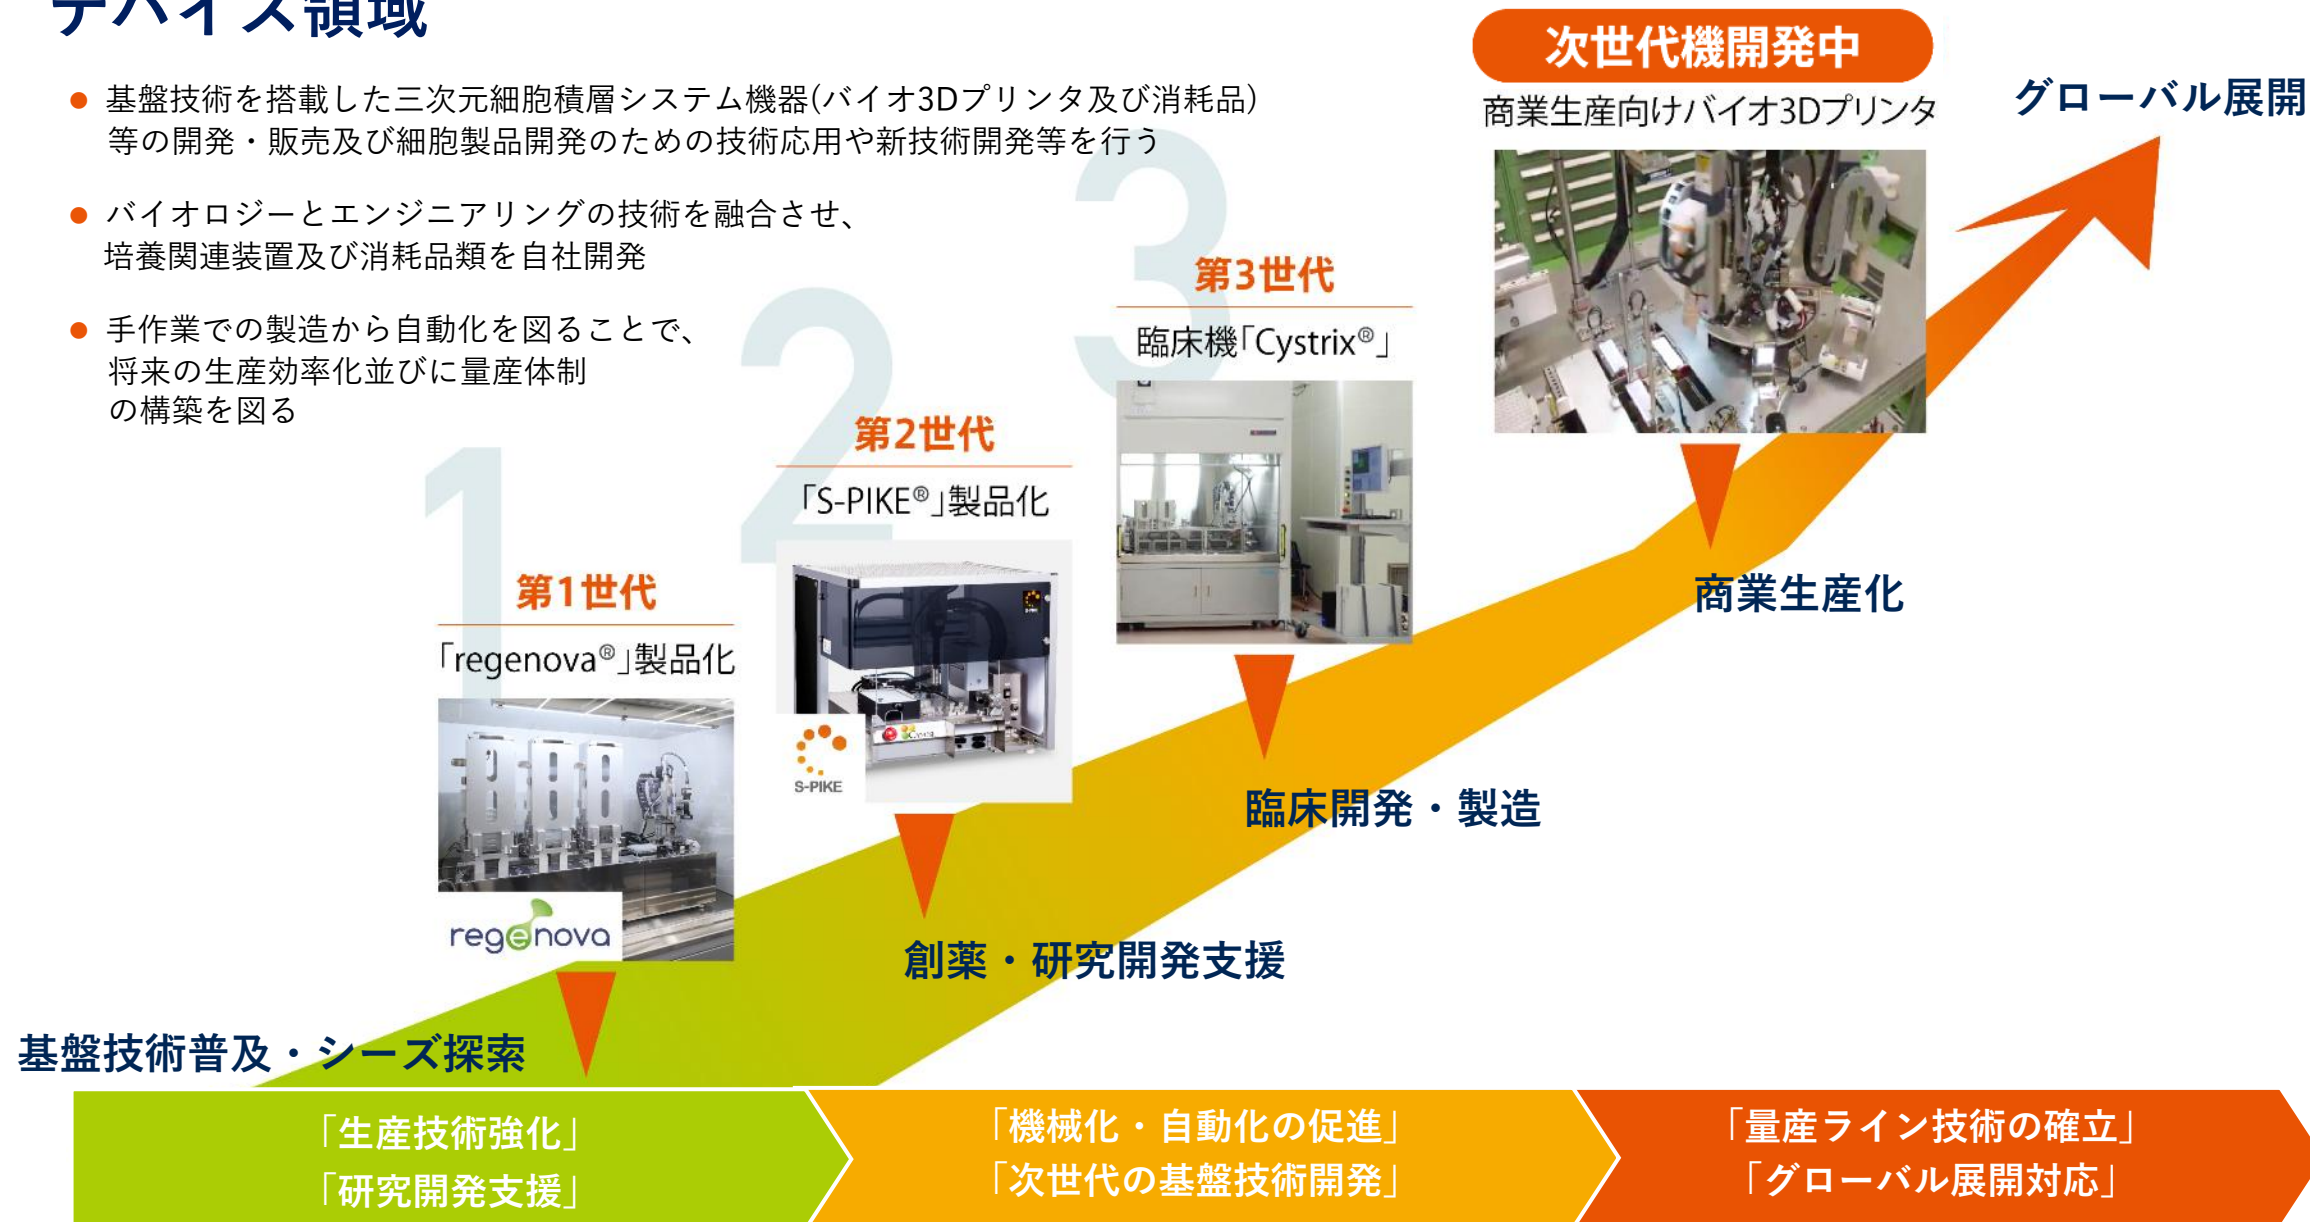 デバイス領域
● 基盤技術を搭載した三次元細胞積層システム機器(バイオ3Dプリンタ及び消耗品)
等の開発・販売及び細胞製品開発のための技術応用や新技術開発等を行う
● バイオロジーとエンジニアリングの技術を融合させ、
培養関連装置及び消耗品類を自社開発
● 手作業での製造から自動化を図ることで、
将来の生産効率化並びに量産体制
の構築を図る
1
第1世代
「regenova®」製品化
regenova
基盤技術普及・シーズ探索
2
第2世代
「S-PIKE®」製品化
S-PIKE
創薬・研究開発支援
3
第3世代
臨床機「Cystrix®」
臨床開発・製造
次世代機開発中
商業生産向けバイオ3Dプリンタ
商業生産化
グローバル展開
「生産技術強化」
「研究開発支援」
「機械化・自動化の促進」
「次世代の基盤技術開発」
「量産ライン技術の確立」
「グローバル展開対応」